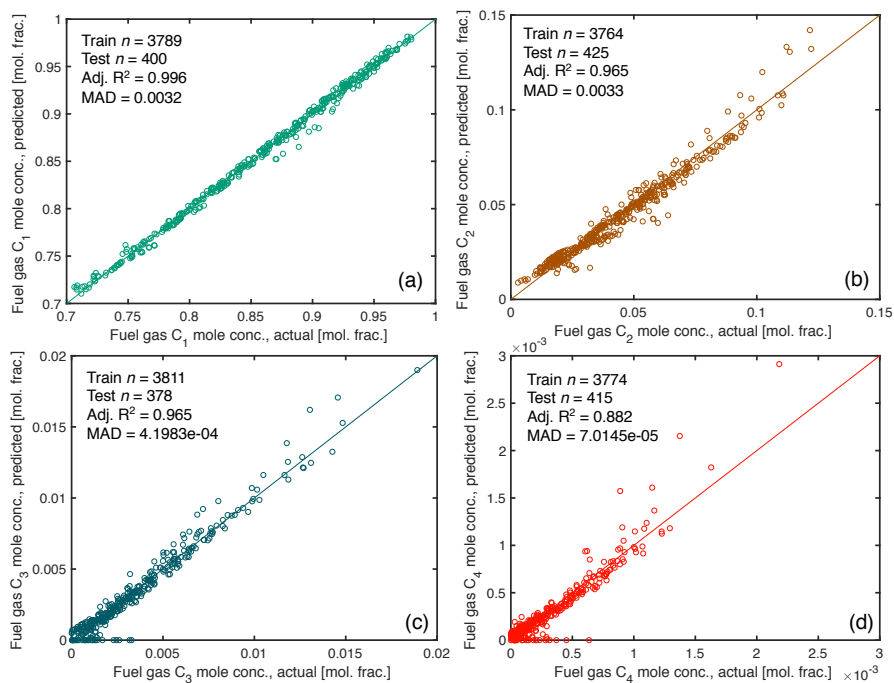 Train n = 3789
Test n = 400
Adj. R² = 0.996
MAD = 0.0032
(a)
Fuel gas C₁ mole conc., predicted [mol. frac.]
1
0.95
0.9
0.85
0.8
0.75
0.7
0.7 0.75 0.8 0.85 0.9 0.95 1
Fuel gas C₁ mole conc., actual [mol. frac.]
Train n = 3764
Test n = 425
Adj. R² = 0.965
MAD = 0.0033
(b)
Fuel gas C₂ mole conc., predicted [mol. frac.]
0.15
0.1
0.05
0
0 0.05 0.1 0.15
Fuel gas C₂ mole conc., actual [mol. frac.]
Train n = 3811
Test n = 378
Adj. R² = 0.965
MAD = 4.1983e-04
(c)
Fuel gas C₃ mole conc., predicted [mol. frac.]
0.02
0.015
0.01
0.005
0
0 0.005 0.01 0.015 0.02
Fuel gas C₃ mole conc., actual [mol. frac.]
×10⁻³
Train n = 3774
Test n = 415
Adj. R² = 0.882
MAD = 7.0145e-05
(d)
Fuel gas C₄ mole conc., predicted [mol. frac.]
3
2.5
2
1.5
1
0.5
0
0 0.5 1 1.5 2 2.5 3
Fuel gas C₄ mole conc., actual [mol. frac.] ×10⁻³